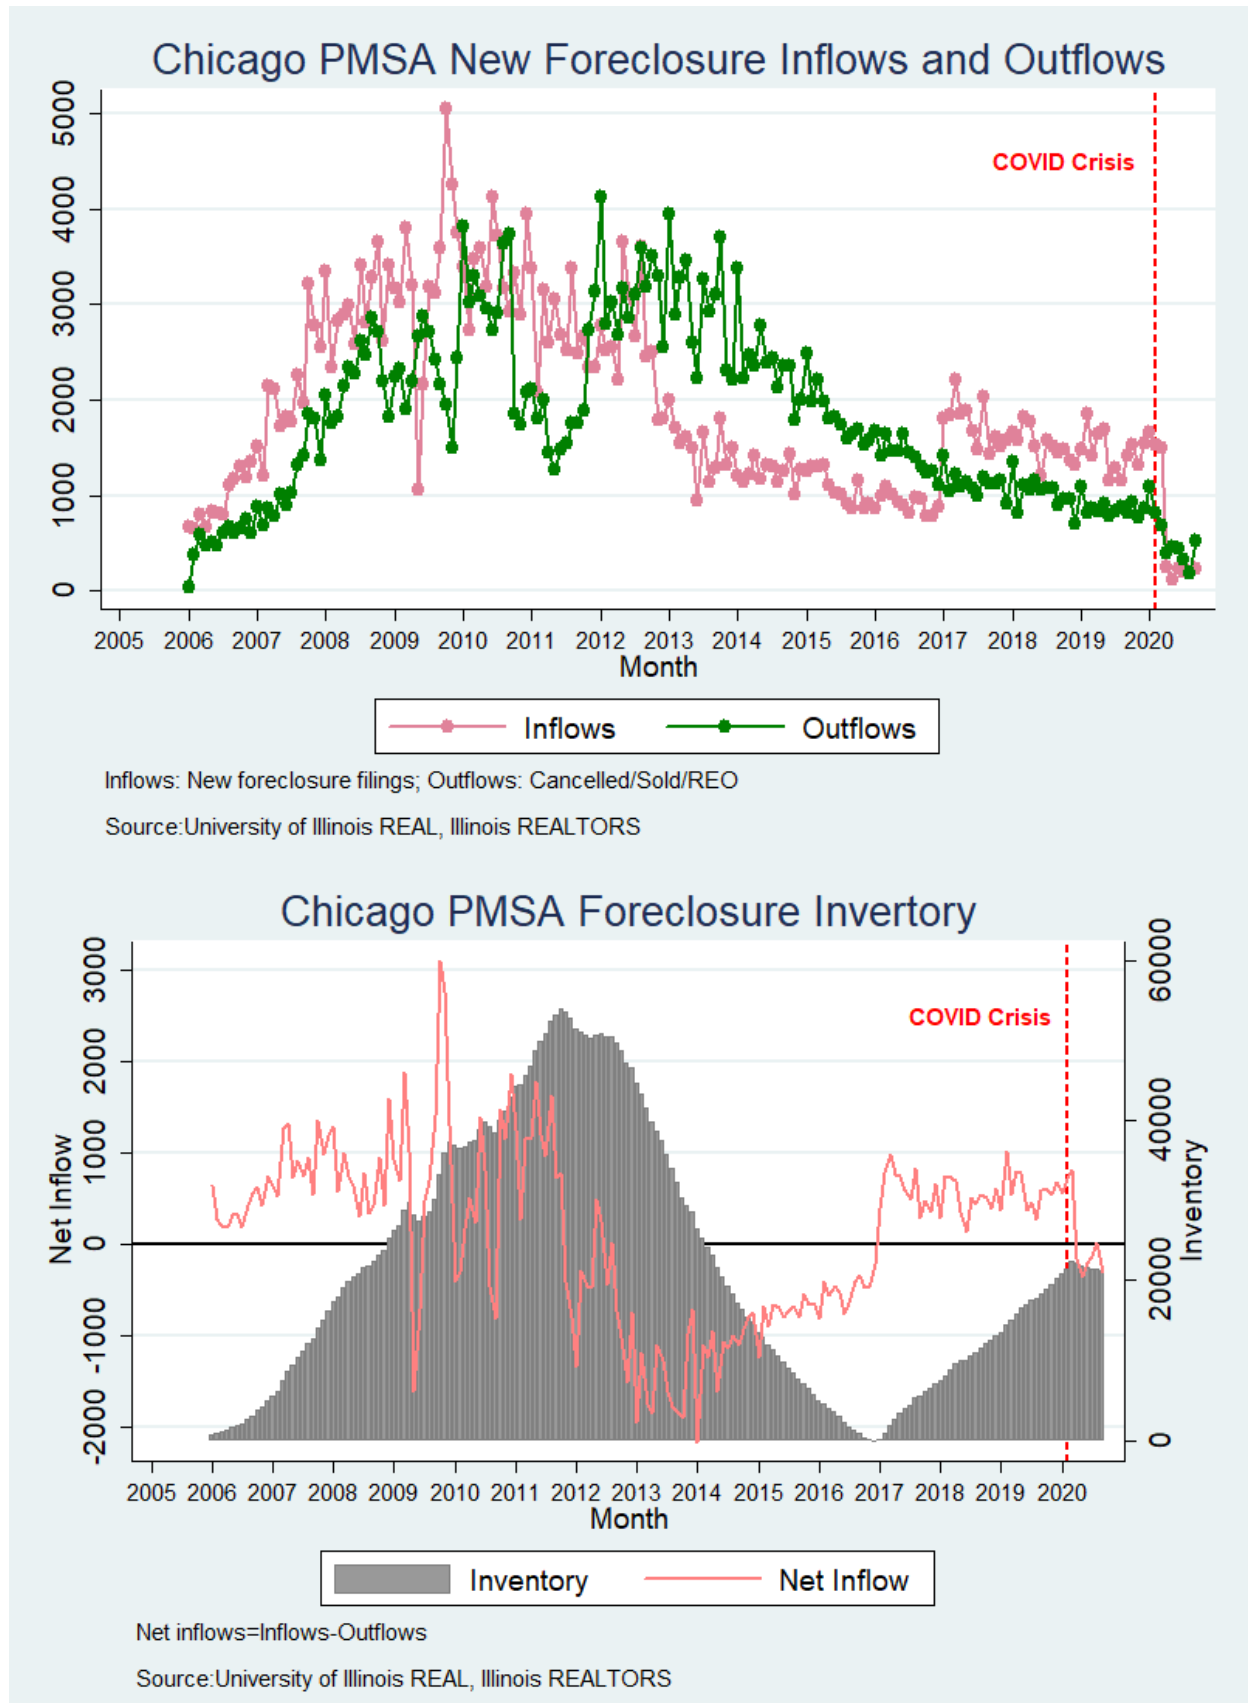 Chicago PMSA New Foreclosure Inflows and Outflows
5000
4000
3000
2000
1000
0
COVID Crisis
2005 2006 2007 2008 2009 2010 2011 2012 2013 2014 2015 2016 2017 2018 2019 2020
Month
Inflows Outflows
Inflows: New foreclosure filings; Outflows: Cancelled/Sold/REO
Source:University of Illinois REAL, Illinois REALTORS
Chicago PMSA Foreclosure Invertory
Net Inflow
3000
2000
1000
0
-1000
-2000
COVID Crisis
60000
40000
20000
0
Inventory
2005 2006 2007 2008 2009 2010 2011 2012 2013 2014 2015 2016 2017 2018 2019 2020
Month
Inventory Net Inflow
Net inflows=Inflows-Outflows
Source:University of Illinois REAL, Illinois REALTORS